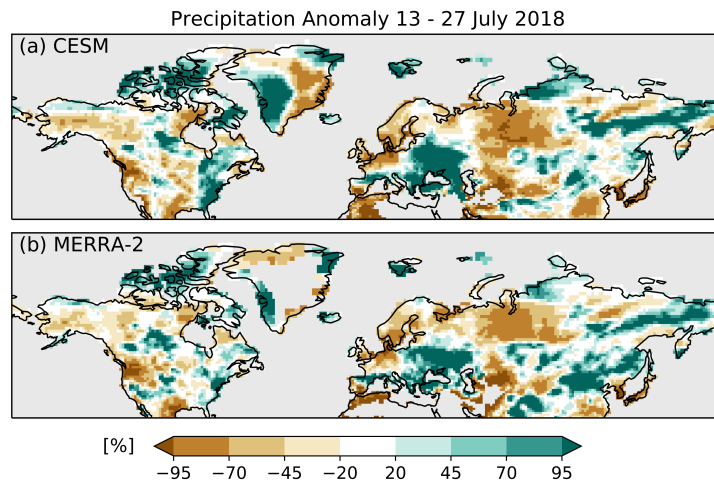 Precipitation Anomaly 13 - 27 July 2018
(a) CESM
(b) MERRA-2
[%]
−95 −70 −45 −20 20 45 70 95